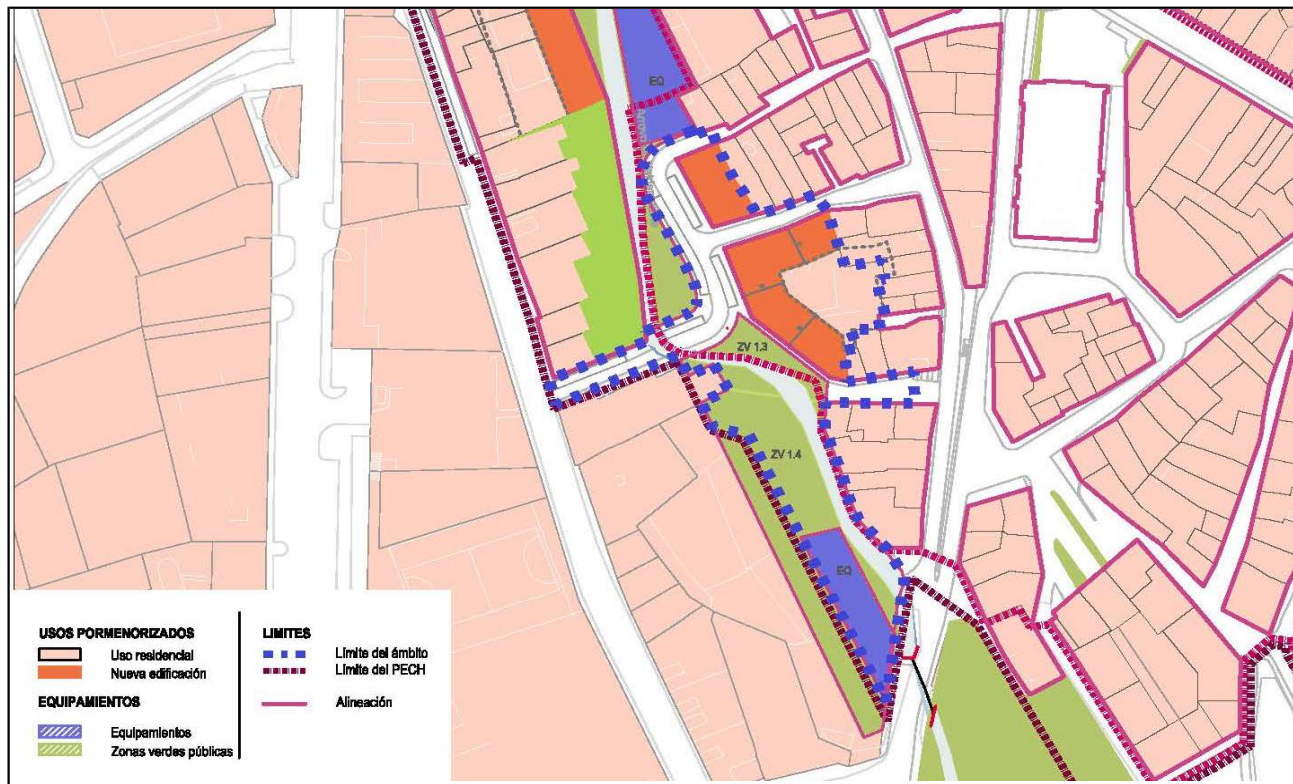 EQ
ZV 1.3
ZV 1.4
EQ
USOS PORMENORIZADOS
Uso residencial
Nueva edificación
EQUIPAMIENTOS
Equipamientos
Zonas verdes públicas
LIMITES
Límite del ámbito
Límite del PECH
Alineación